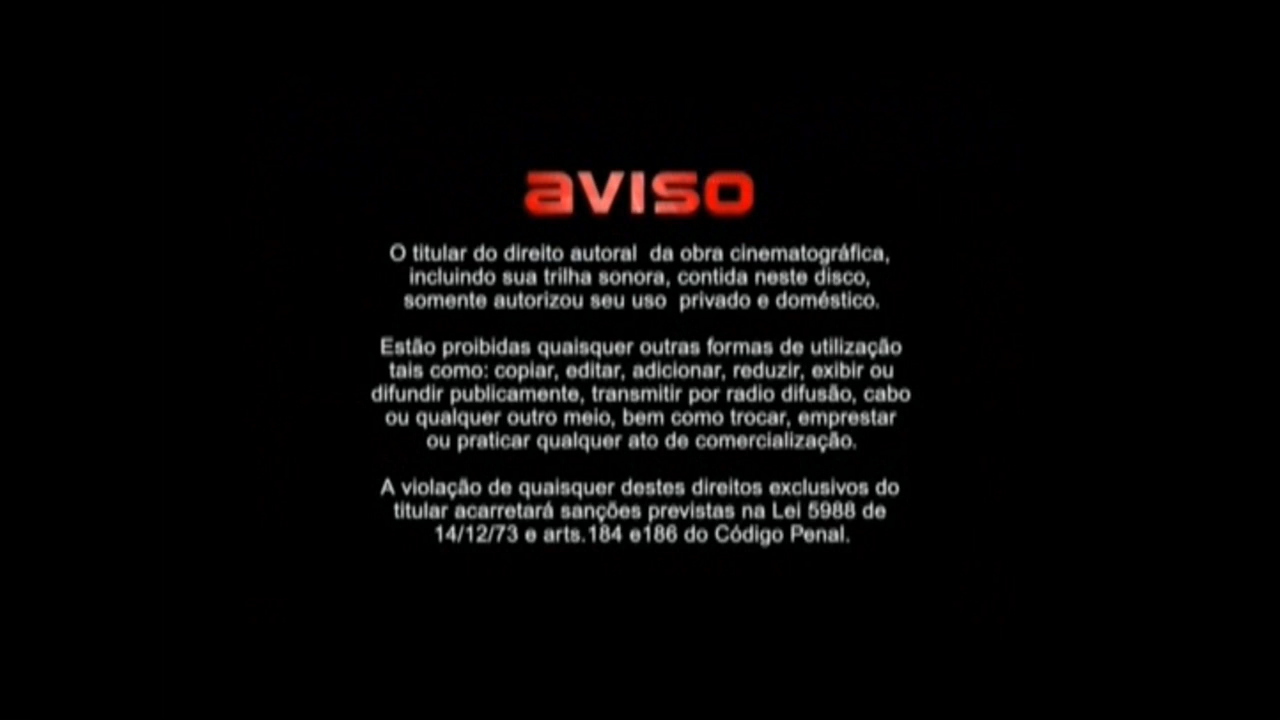 aviso
O titular do direito autoral  da obra cinematográfica,
incluindo sua trilha sonora, contida neste disco,
somente autorizou seu uso  privado e doméstico.
Estão proibidas quaisquer outras formas de utilização
tais como: copiar, editar, adicionar, reduzir, exibir ou
difundir publicamente, transmitir por radio difusão, cabo
ou qualquer outro meio, bem como trocar, emprestar
ou praticar qualquer ato de comercialização.
A violação de quaisquer destes direitos exclusivos do
titular acarretará sanções previstas na Lei 5988 de
14/12/73 e arts.184 e186 do Código Penal.